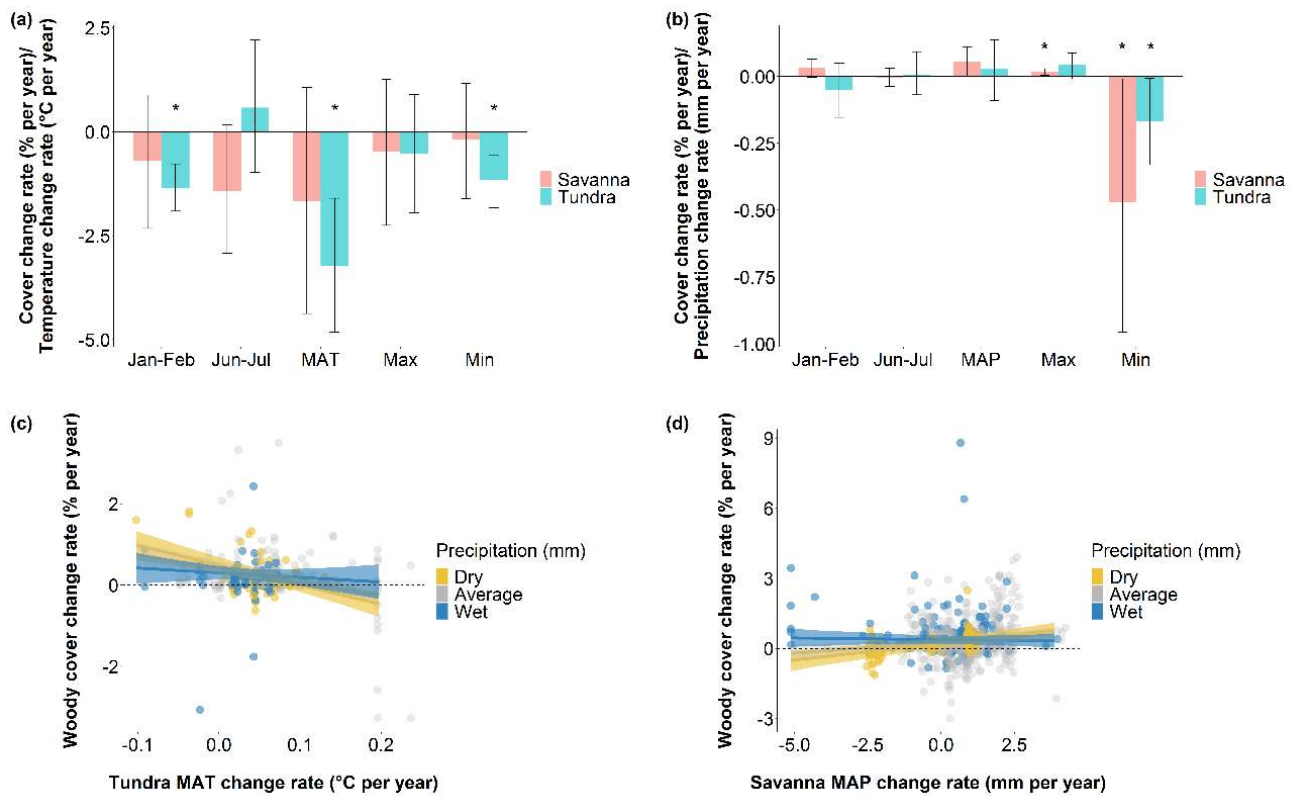 (a)
Cover change rate (% per year)/
Temperature change rate (°C per year)
2.5
0.0
-2.5
-5.0
Jan-Feb
Jun-Jul
MAT
Max
Min
*
*
*
Savanna
Tundra
(b)
Cover change rate (% per year)/
Precipitation change rate (mm per year)
0.00
-0.25
-0.50
-0.75
-1.00
Jan-Feb
Jun-Jul
MAP
Max
Min
*
*
*
Savanna
Tundra
(c)
Woody cover change rate (% per year)
2
0
-2
-0.1
0.0
0.1
0.2
Tundra MAT change rate (°C per year)
Precipitation (mm)
Dry
Average
Wet
(d)
Woody cover change rate (% per year)
9
6
3
0
-3
-5.0
-2.5
0.0
2.5
Savanna MAP change rate (mm per year)
Precipitation (mm)
Dry
Average
Wet